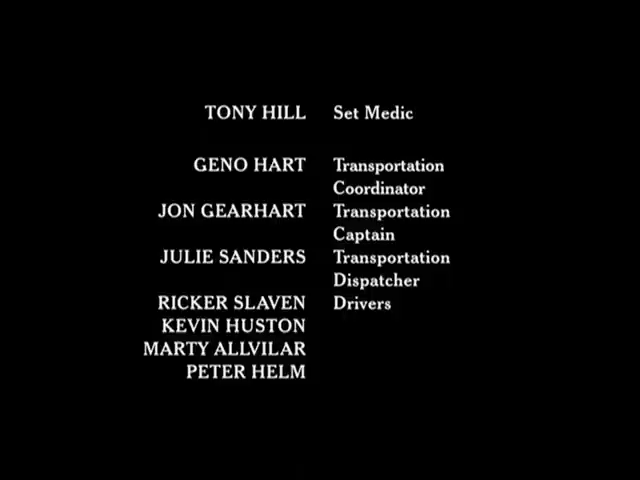 TONY HILL Set Medic
GENO HART Transportation
Coordinator
JON GEARHART Transportation
Captain
JULIE SANDERS Transportation
Dispatcher
RICKER SLAVEN Drivers
KEVIN HUSTON
MARTY ALLVILAR
PETER HELM